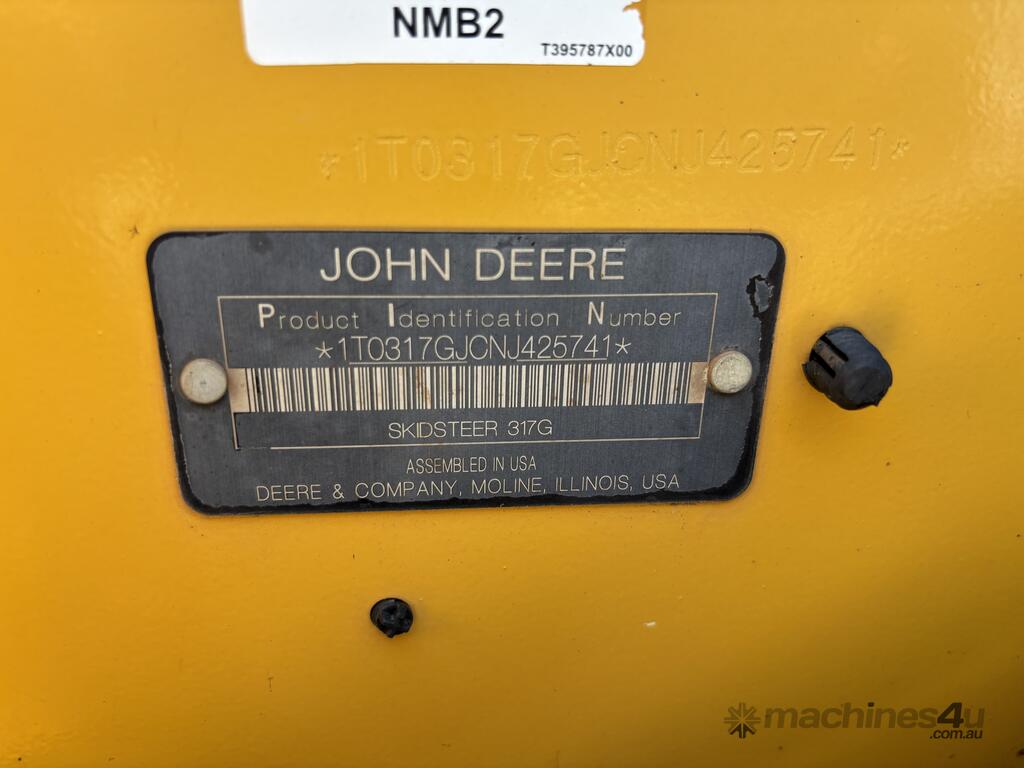 NMB2
T395787X00
*1T0317GJCNJ425741*
JOHN DEERE
Product Identification Number
*1T0317GJCNJ425741*
SKIDSTEER 317G
ASSEMBLED IN USA
DEERE & COMPANY, MOLINE, ILLINOIS, USA
machines4u
.com.au